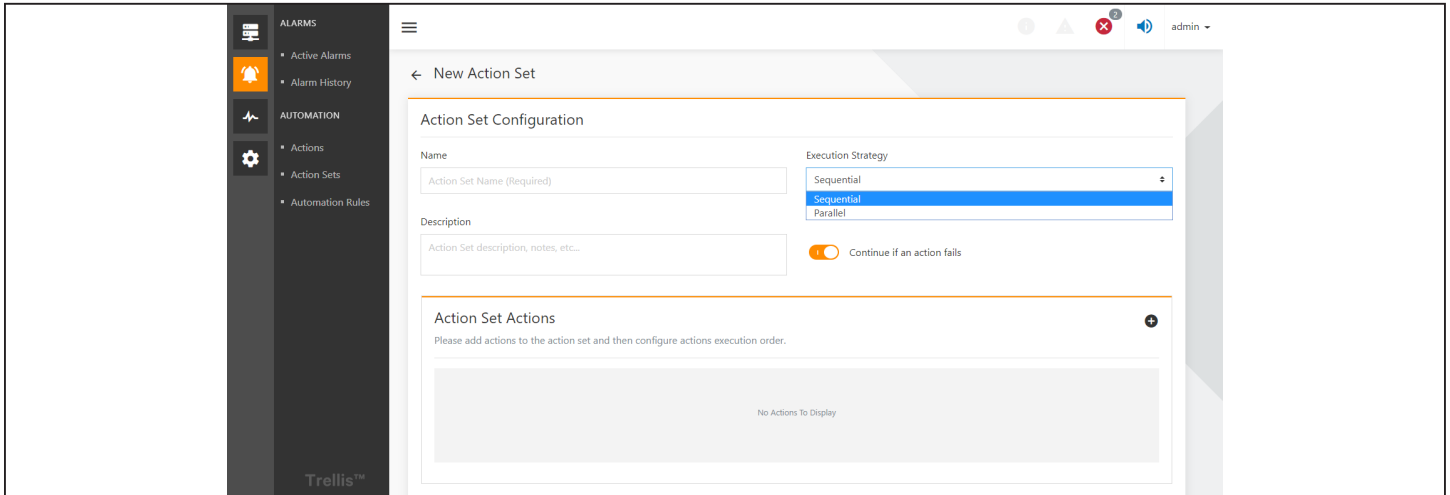 ALARMS
Active Alarms
Alarm History
AUTOMATION
Actions
Action Sets
Automation Rules
Trellis™
2
admin
New Action Set
Action Set Configuration
Name
Action Set Name (Required)
Description
Action Set description, notes, etc...
Execution Strategy
Sequential
Sequential
Parallel
Continue if an action fails
Action Set Actions
Please add actions to the action set and then configure actions execution order.
No Actions To Display